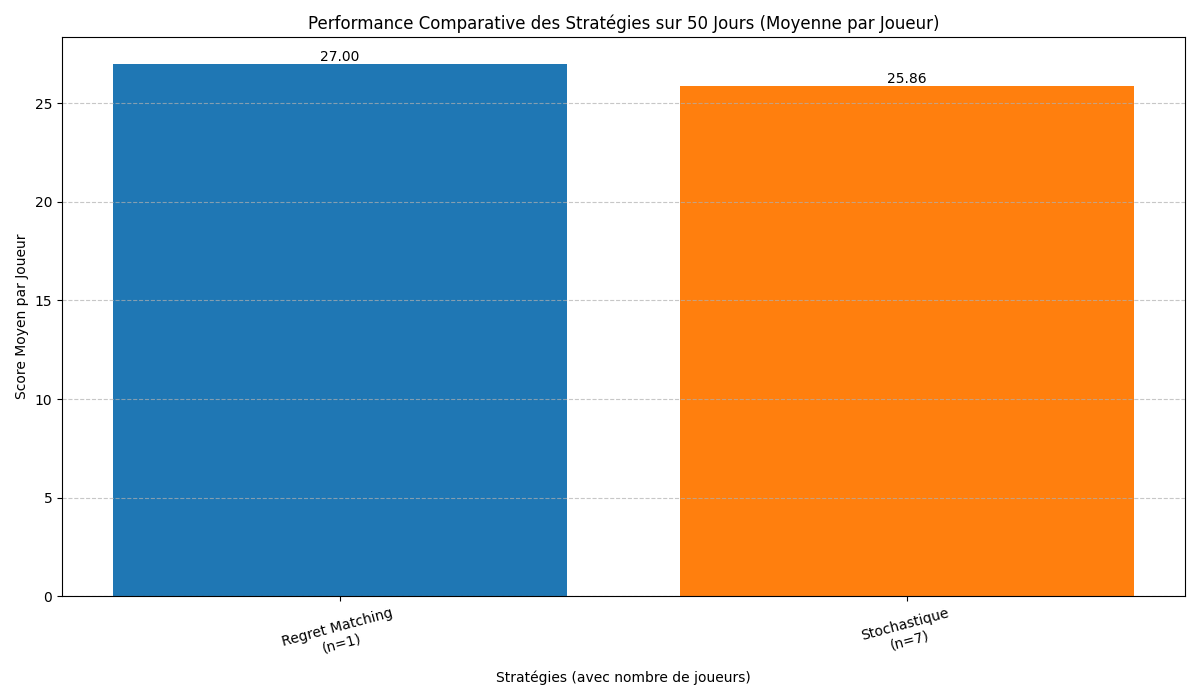 Performance Comparative des Stratégies sur 50 Jours (Moyenne par Joueur)
27.00
25.86
25
20
15
10
5
0
Score Moyen par Joueur
Regret Matching
(n=1)
Stochastique
(n=7)
Stratégies (avec nombre de joueurs)